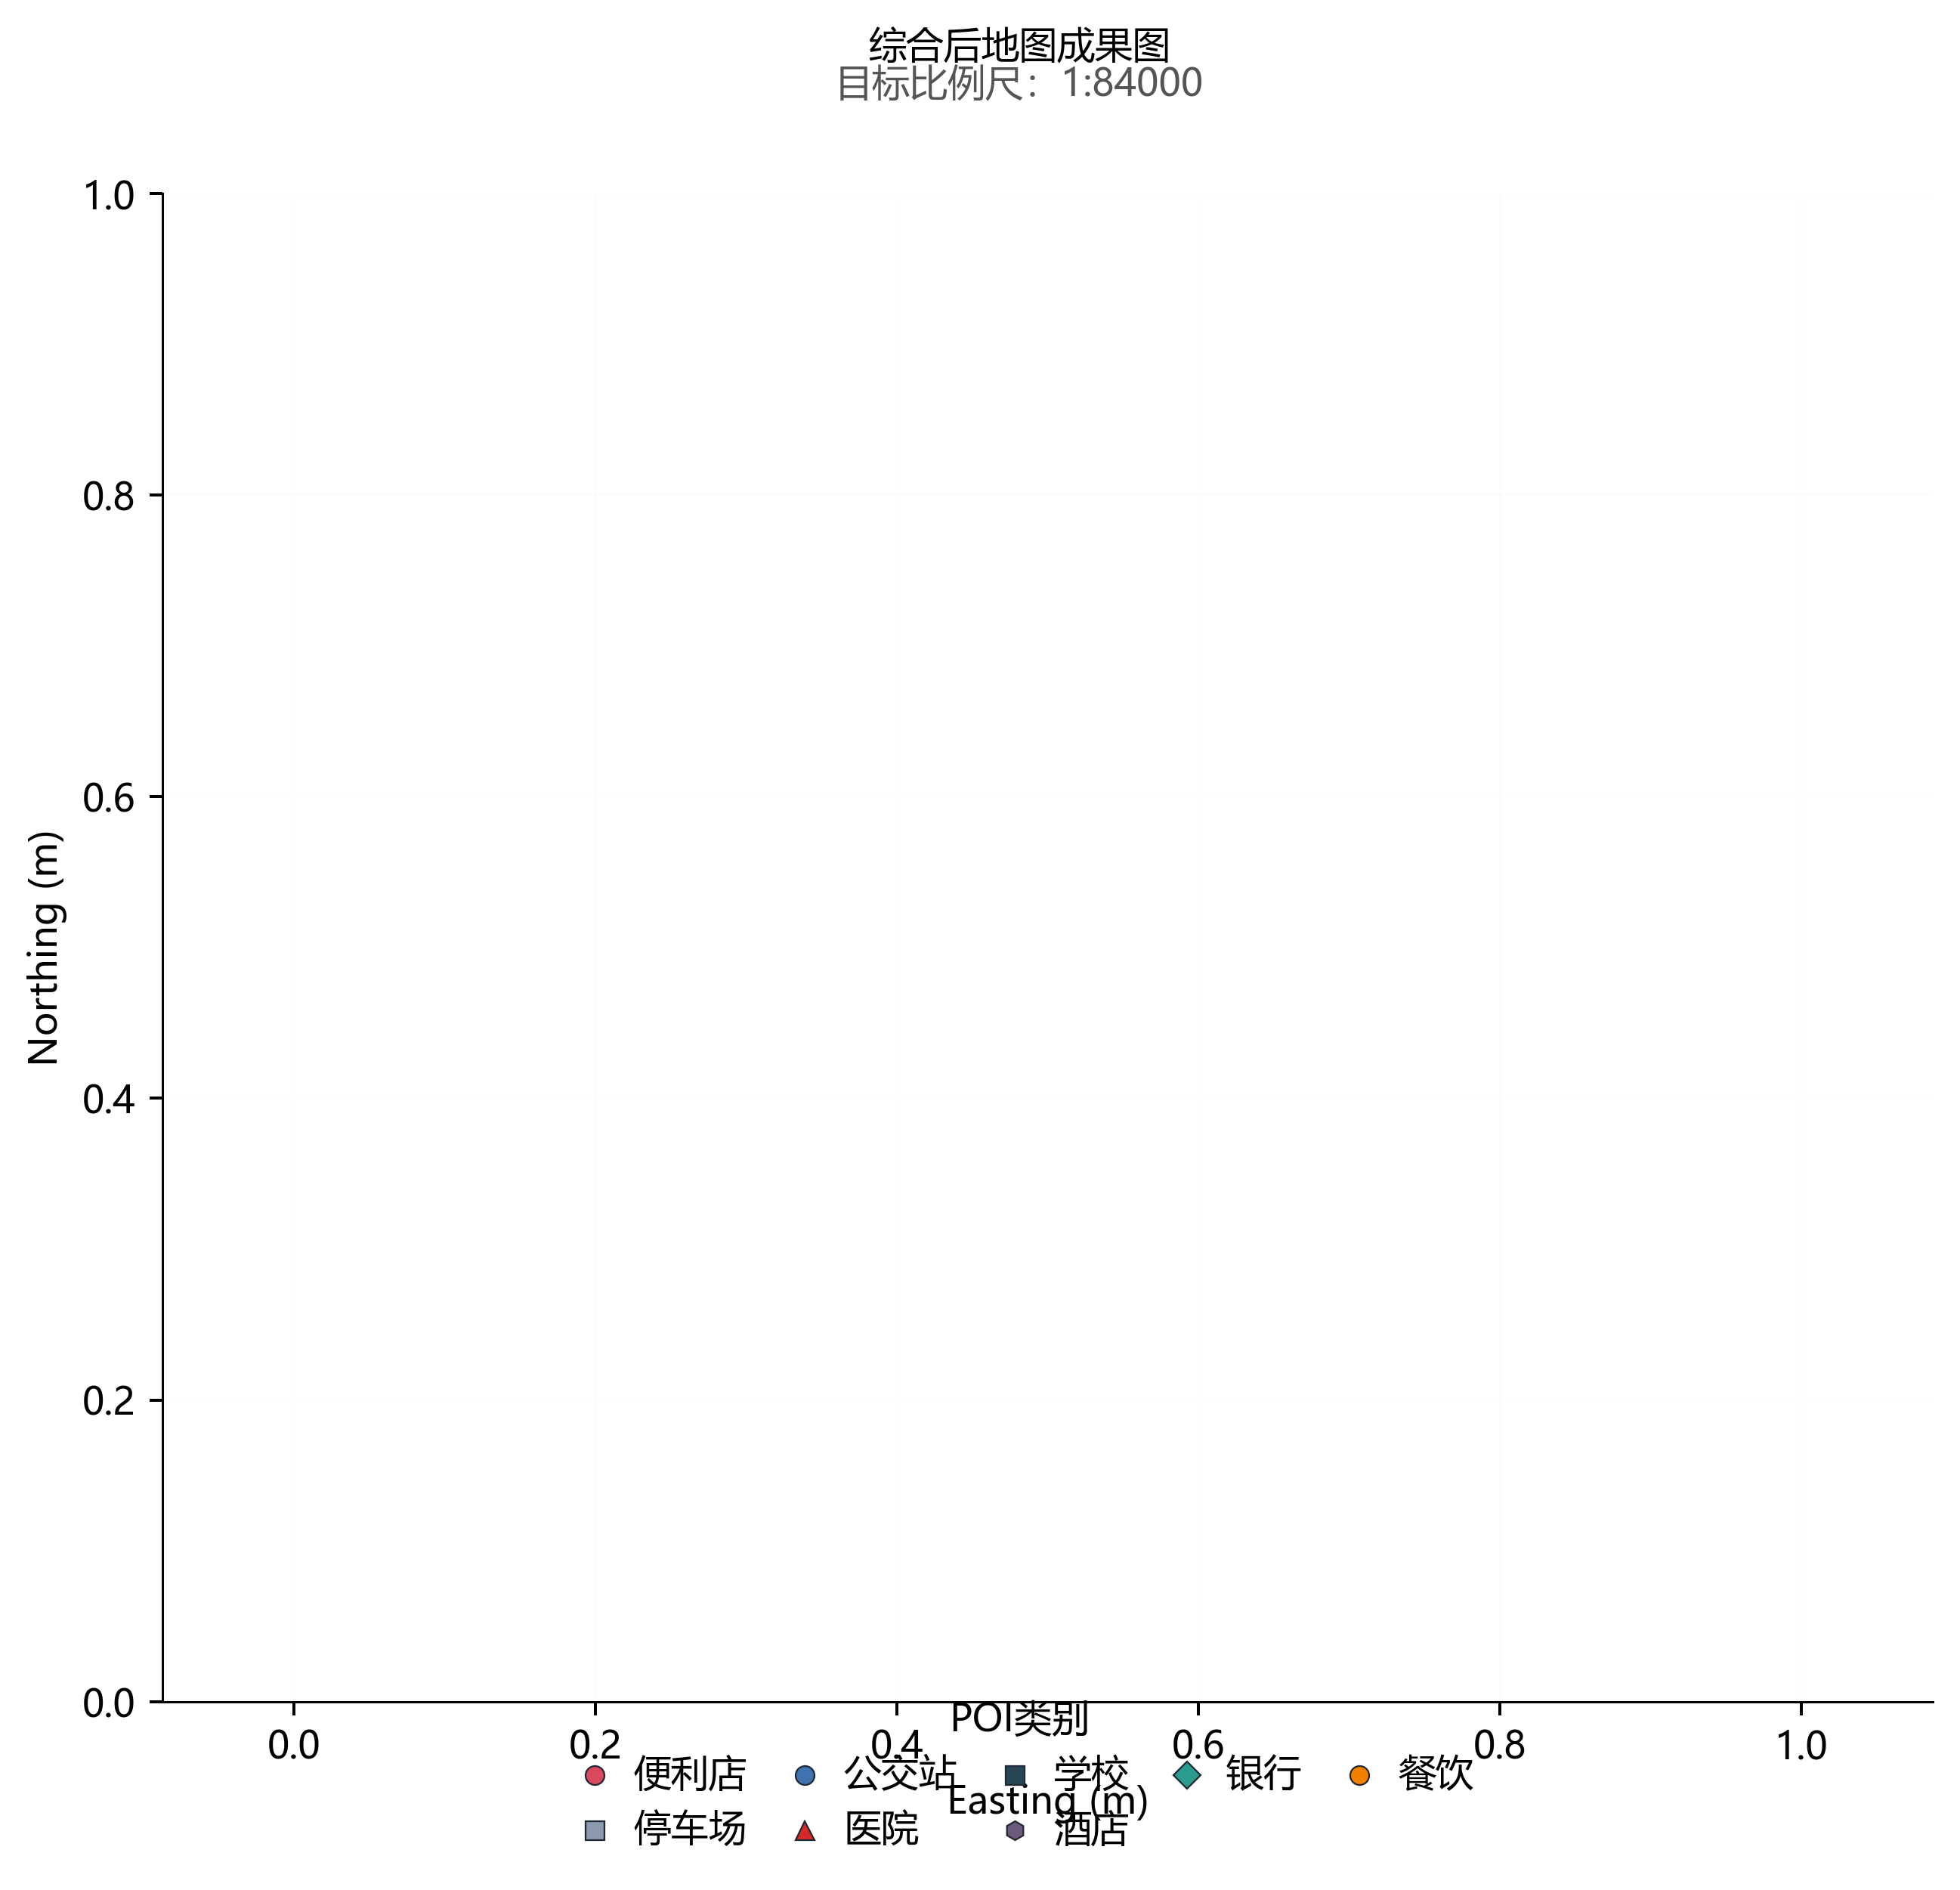 综合后地图成果图
目标比例尺：1:84000
1.0
0.8
0.6
0.4
0.2
0.0
Northing (m)
0.0 0.2 0.4 0.6 0.8 1.0
Easting (m)
POI类别
便利店 公交站 学校 银行 餐饮
停车场 医院 酒店